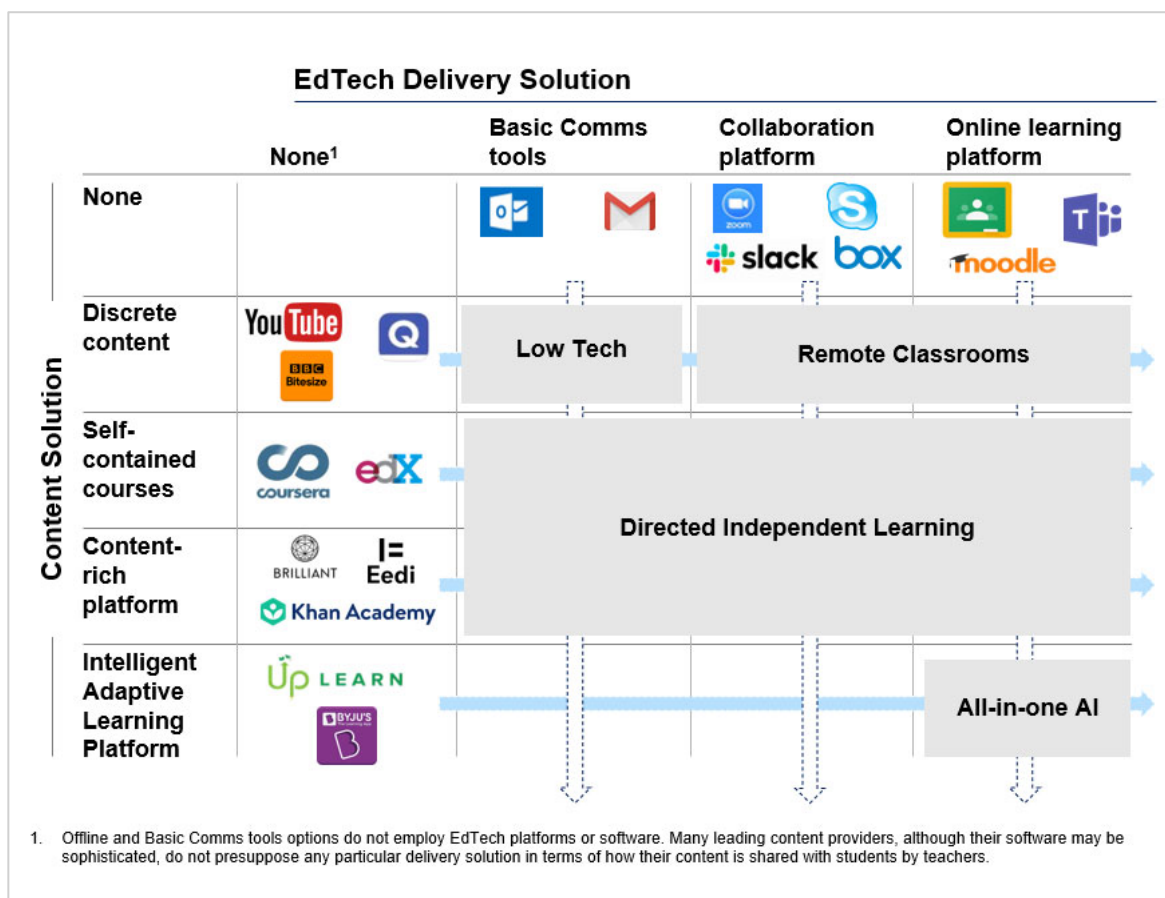 EdTech Delivery Solution
None1
Basic Comms
tools
Collaboration
platform
Online learning
platform
Content Solution
None
o
zoom
S
slack
box
T
moodle
Discrete
content
YouTube
Q
BBC
Bitesize
Low Tech
Remote Classrooms
Self-
contained
courses
coursera
edX
Directed Independent Learning
Content-
rich
platform
BRILLIANT
Eedi
Khan Academy
Intelligent
Adaptive
Learning
Platform
Up LEARN
BYJU'S
B
All-in-one AI
1. Offline and Basic Comms tools options do not employ EdTech platforms or software. Many leading content providers, although their software may be
sophisticated, do not presuppose any particular delivery solution in terms of how their content is shared with students by teachers.